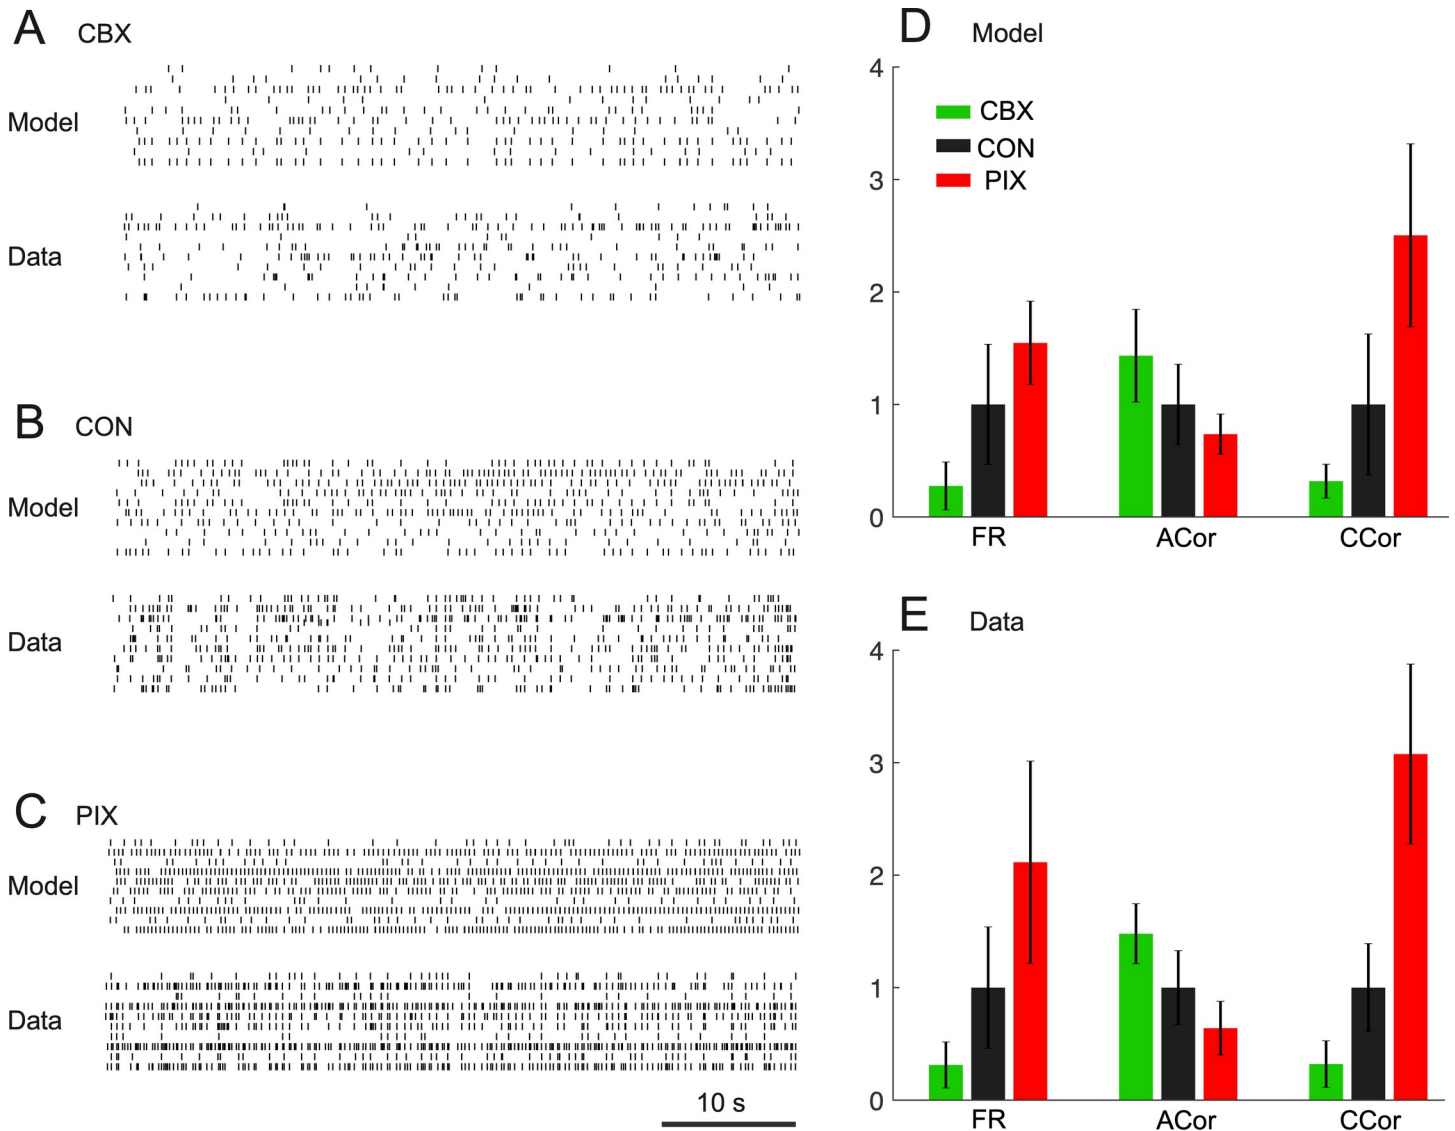 A CBX
Model
Data
B CON
Model
Data
C PIX
Model
Data
10 s
D Model
4
3
2
1
0
CBX
CON
PIX
FR ACor CCor
E Data
4
3
2
1
0
FR ACor CCor